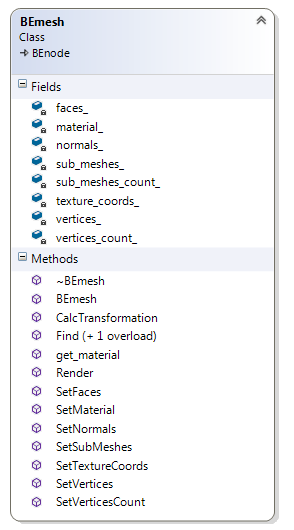 BEmesh
Class
BEnode
Fields
faces_
material_
normals_
sub_meshes_
sub_meshes_count_
texture_coords_
vertices_
vertices_count_
Methods
~BEmesh
BEmesh
CalcTransformation
Find (+ 1 overload)
get_material
Render
SetFaces
SetMaterial
SetNormals
SetSubMeshes
SetTextureCoords
SetVertices
SetVerticesCount